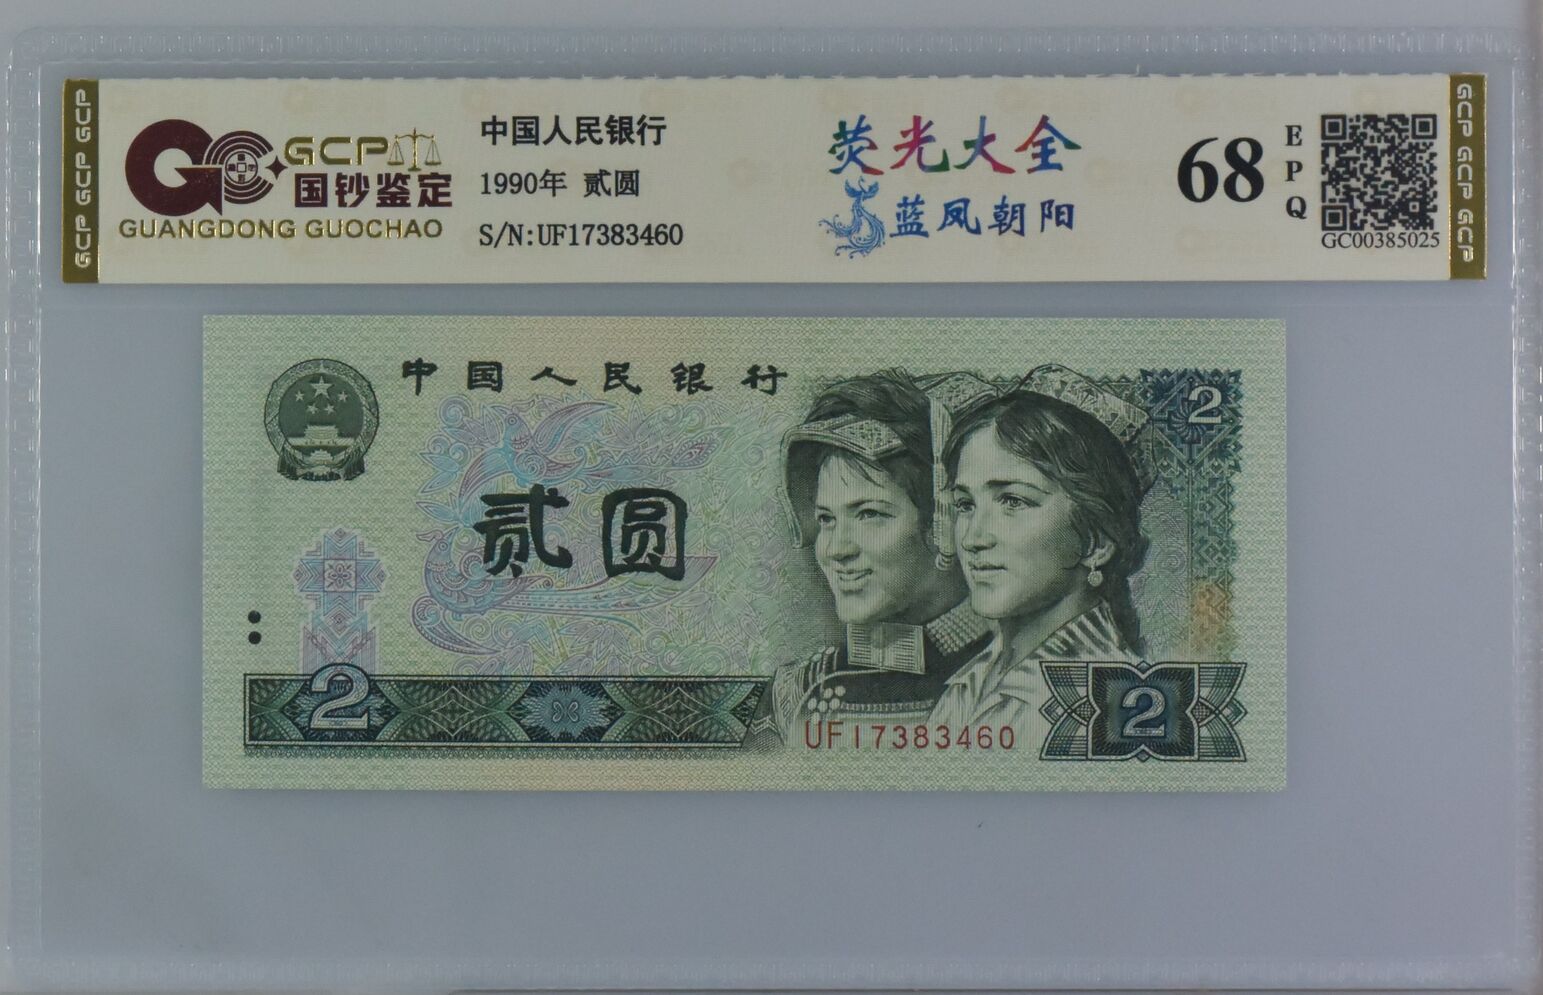 GCP GCP GCP
GCP
国钞鉴定
GUANGDONG GUOCHAO
中国人民银行
1990年 贰圆
S/N:UF17383460
荧光大全
蓝凤朝阳
68
EPQ
GC00385025
GCP GCP GCP
中国人民银行
2
贰圆
2
UF17383460
2